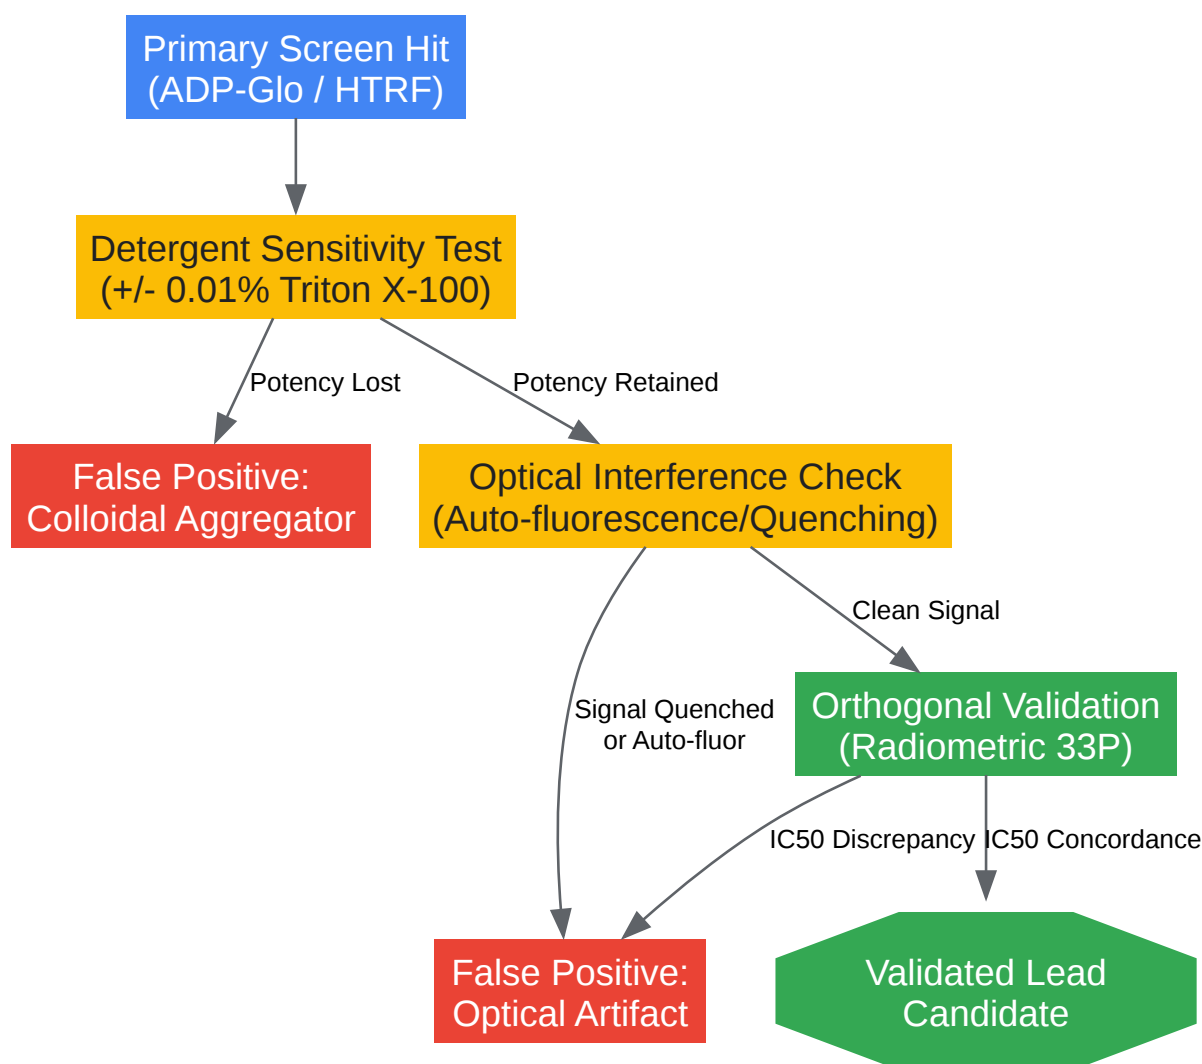 Primary Screen Hit
(ADP-Glo / HTRF)
Detergent Sensitivity Test
(+/- 0.01% Triton X-100)
Potency Lost
Potency Retained
False Positive:
Colloidal Aggregator
Optical Interference Check
(Auto-fluorescence/Quenching)
Clean Signal
Signal Quenched
or Auto-fluor
Orthogonal Validation
(Radiometric 33P)
IC50 Discrepancy
IC50 Concordance
False Positive:
Optical Artifact
Validated Lead
Candidate